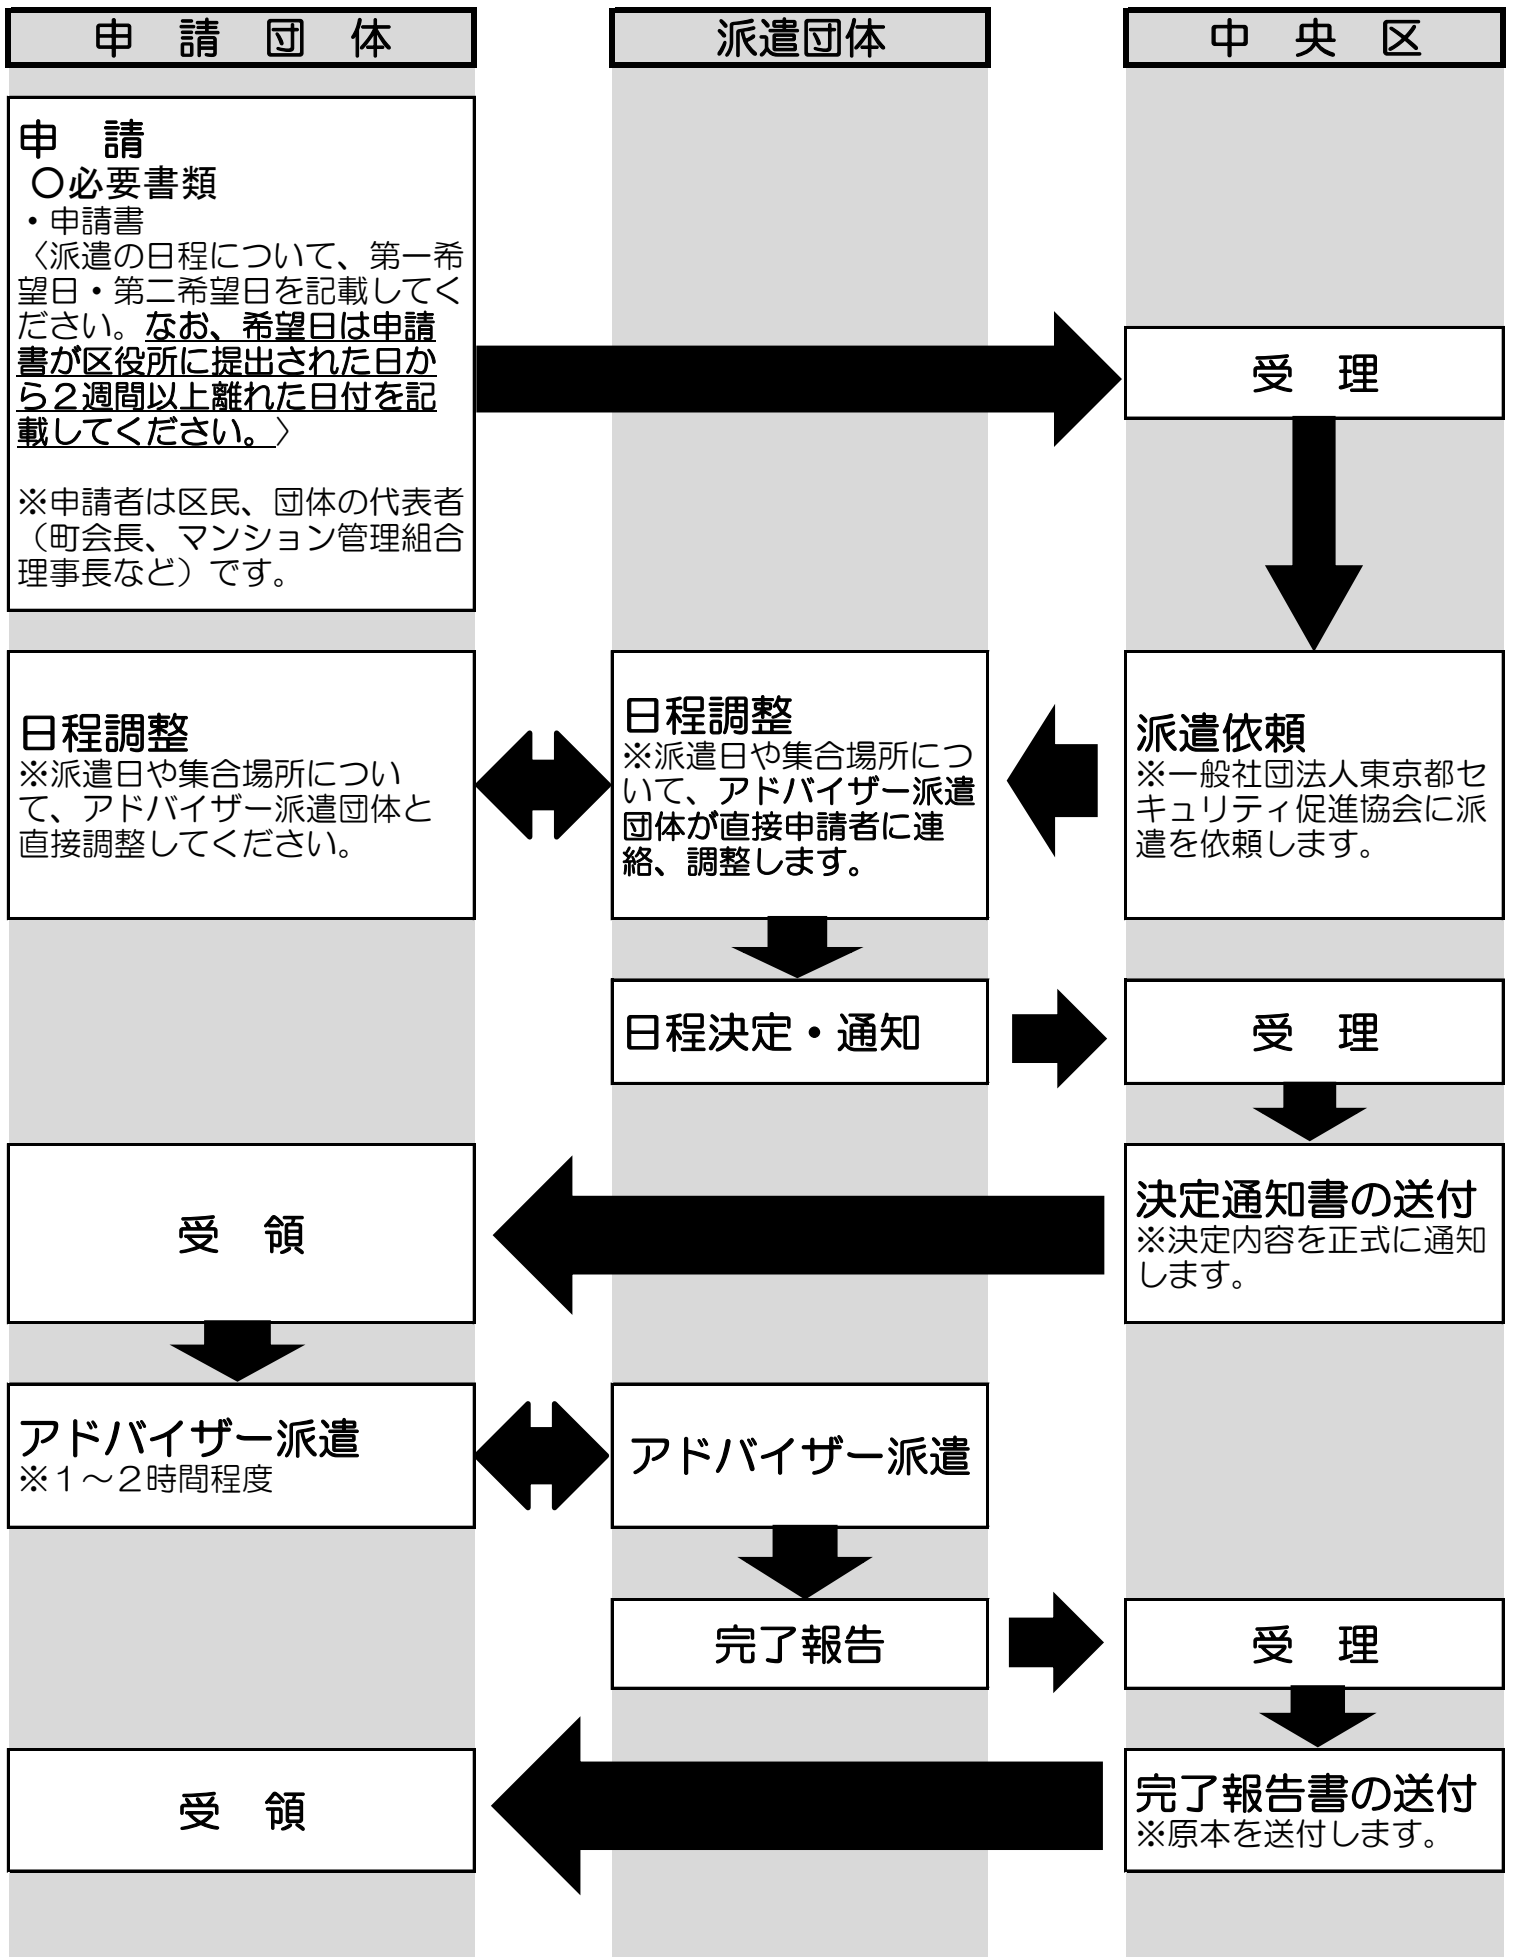 申　請　団　体
派遣団体
中　央　区
申　請
〇必要書類
・申請書
〈派遣の日程について、第一希
望日・第二希望日を記載してく
ださい。なお、希望日は申請
書が区役所に提出された日か
ら２週間以上離れた日付を記
載してください。〉
※申請者は区民、団体の代表者
（町会長、マンション管理組合
理事長など）です。
受　理
日程調整
※派遣日や集合場所につい
て、アドバイザー派遣団体と
直接調整してください。
日程調整
※派遣日や集合場所につ
いて、アドバイザー派遣
団体が直接申請者に連
絡、調整します。
派遣依頼
※一般社団法人東京都セ
キュリティ促進協会に派
遣を依頼します。
日程決定・通知
受　理
受　領
決定通知書の送付
※決定内容を正式に通知
します。
アドバイザー派遣
※１～２時間程度
アドバイザー派遣
完了報告
受　理
受　領
完了報告書の送付
※原本を送付します。